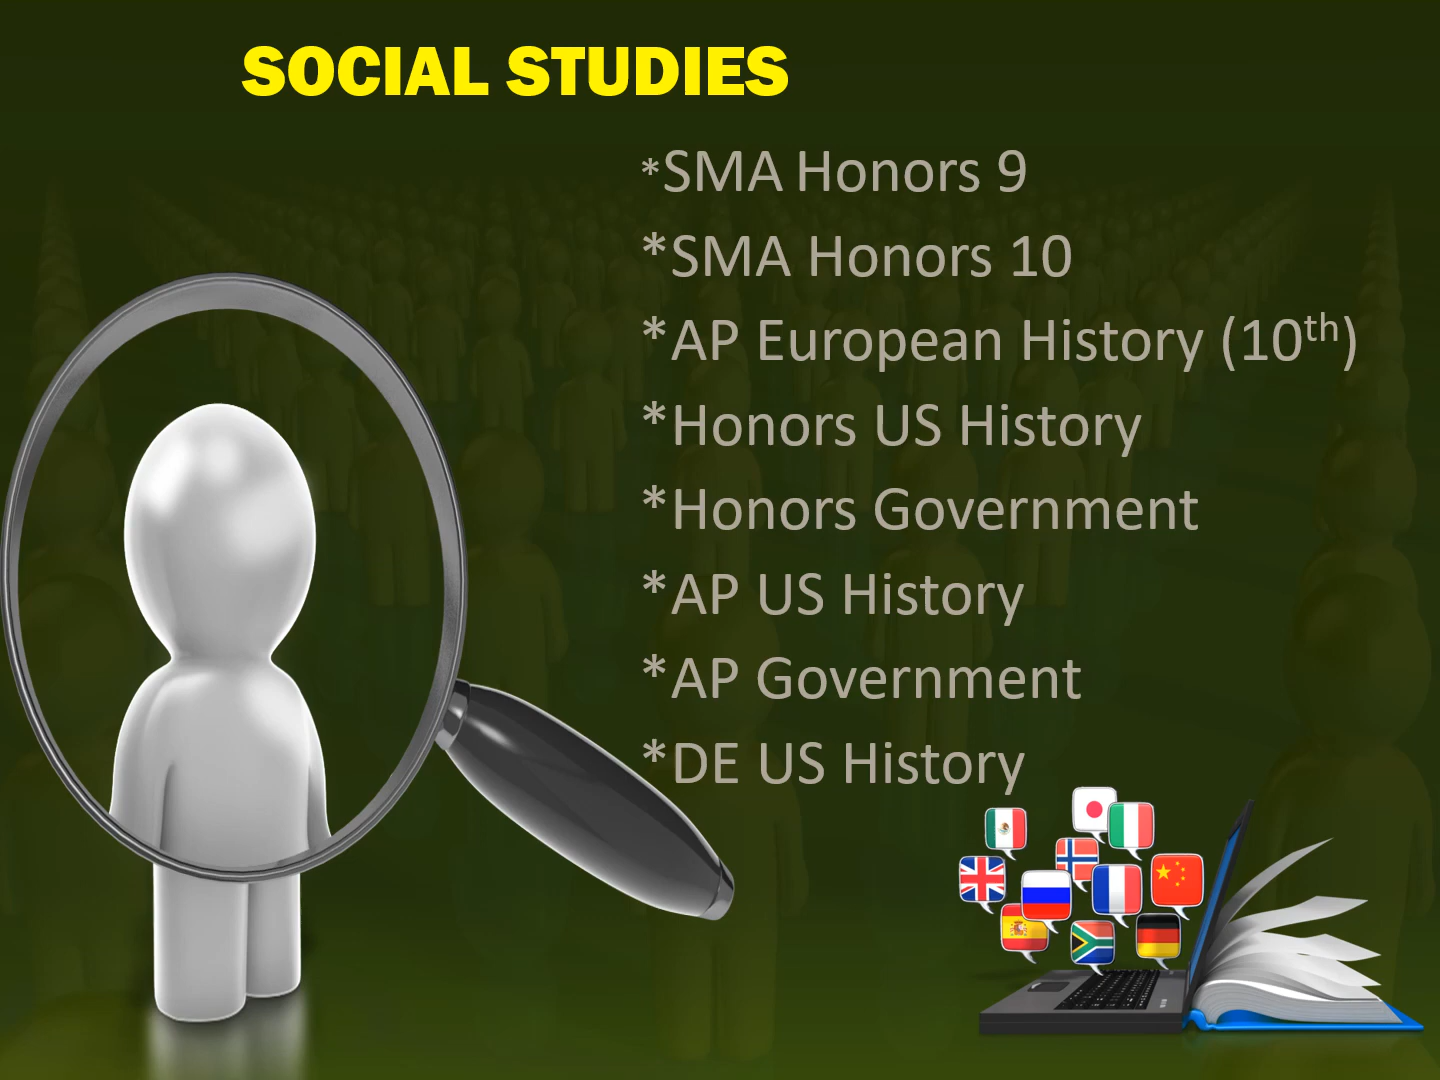 SOCIAL STUDIES
*SMA Honors 9
*SMA Honors 10
*AP European History (10th)
*Honors US History
*Honors Government
*AP US History
*AP Government
*DE US History